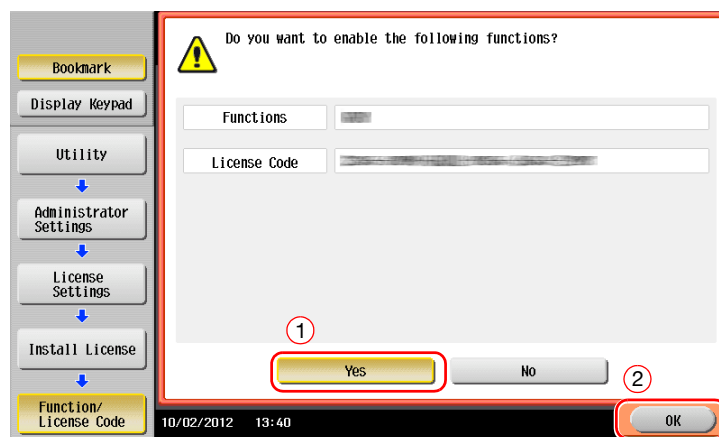 Do you want to enable the following functions?
Bookmark
Display Keypad
Utility
Administrator
Settings
License
Settings
Install License
Function/
License Code
Functions
License Code
1
Yes
No
2
10/02/2012 13:40
OK